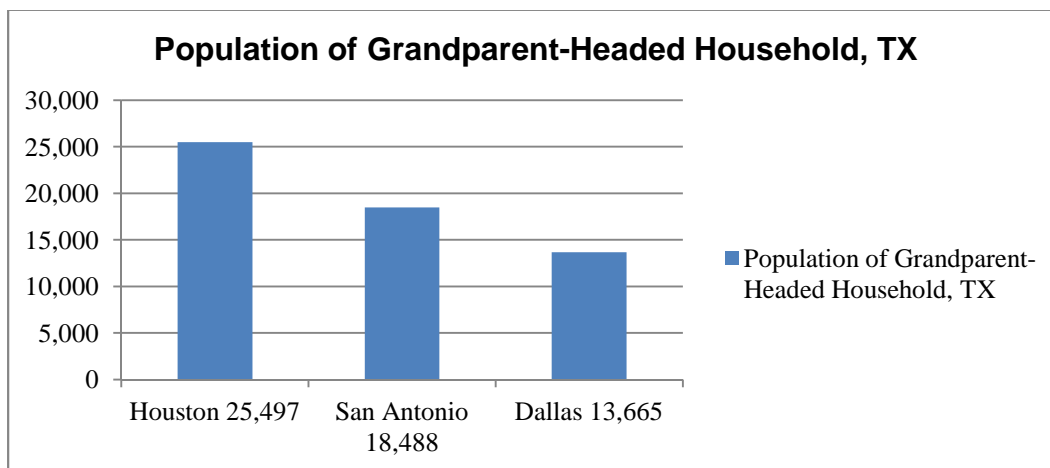 Population of Grandparent-Headed Household, TX
30,000
25,000
20,000
15,000
10,000
5,000
0
Houston 25,497
San Antonio
18,488
Dallas 13,665
Population of Grandparent-
Headed Household, TX